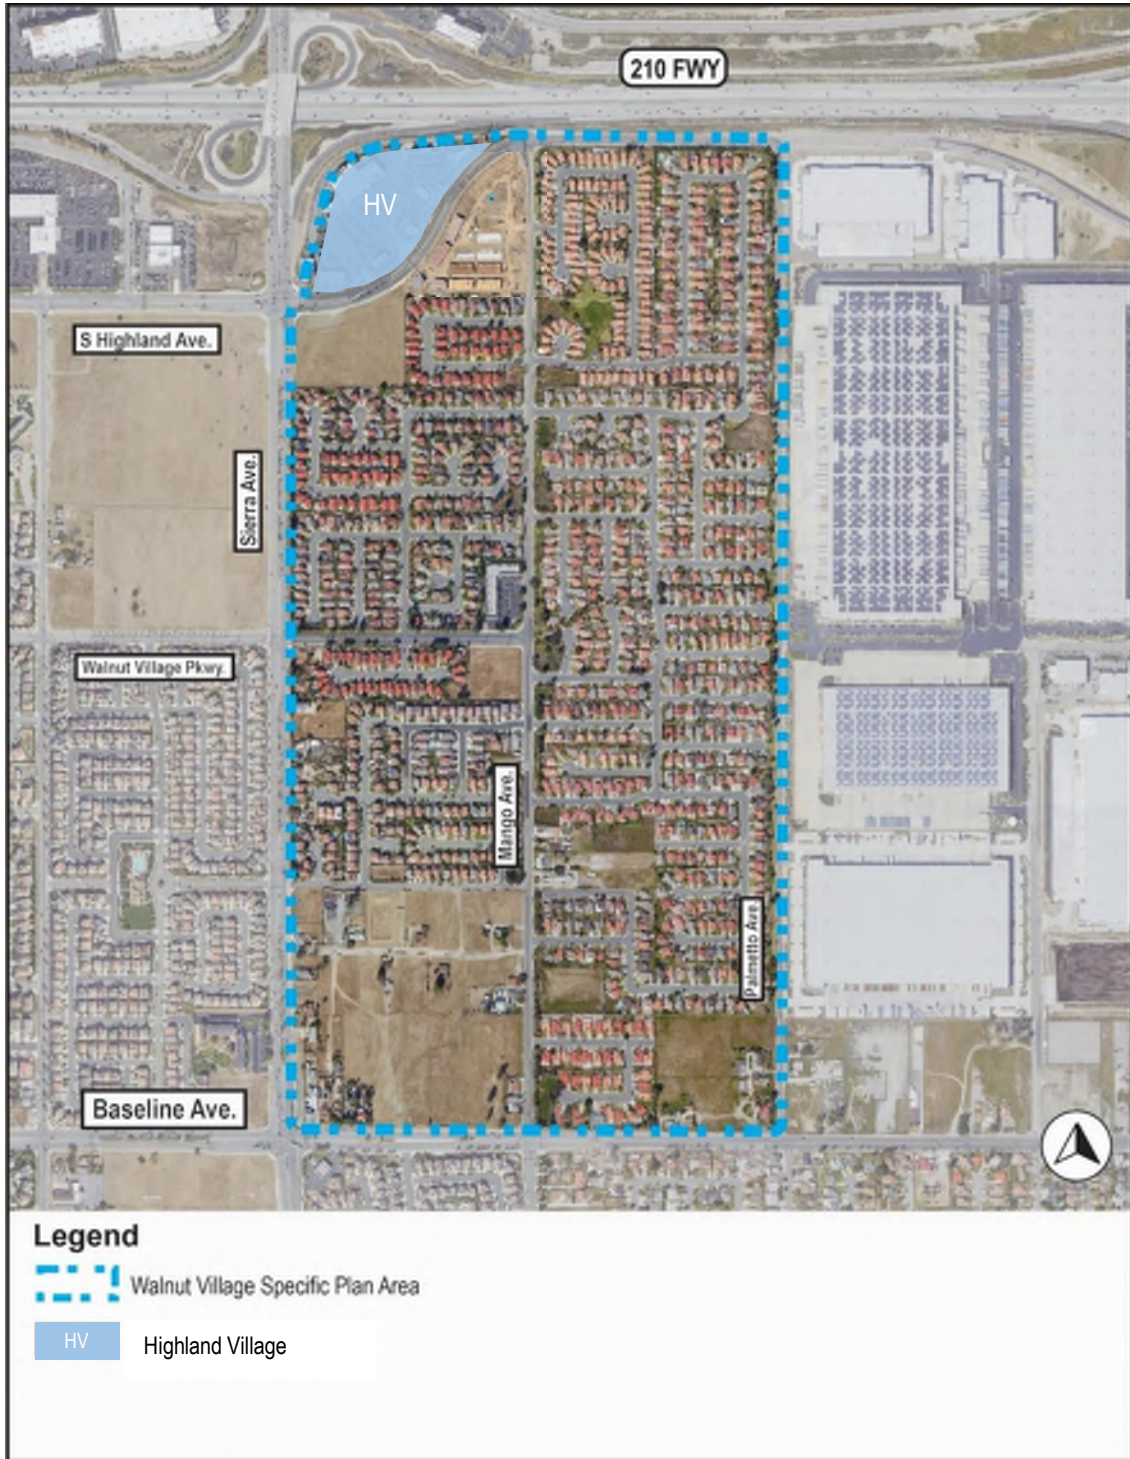 210 FWY
HV
S Highland Ave.
Sierra Ave.
Walnut Village Pkwy.
Mango Ave.
Palmetto Ave.
Baseline Ave.
Legend
Walnut Village Specific Plan Area
HV
Highland Village